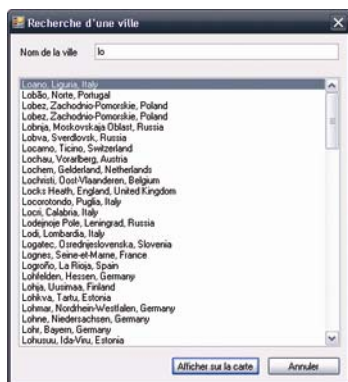 Recherche d'une ville
Nom de la ville
lo
Loano, Liguria, Italy
Lobão, Norte, Portugal
Lobez, Zachodnio-Pomorskie, Poland
Lobez, Zachodnio-Pomorskie, Poland
Lobnja, Moskovskaja Oblast, Russia
Lobva, Sverdlovsk, Russia
Locarno, Ticino, Switzerland
Lochau, Vorarlberg, Austria
Lochem, Gelderland, Netherlands
Lochristi, Oost-Vlaanderen, Belgium
Locks Heath, England, United Kingdom
Locorotondo, Puglia, Italy
Locri, Calabria, Italy
Lodejnoje Pole, Leningrad, Russia
Lodi, Lombardia, Italy
Logatec, Osrednjeslovenska, Slovenia
Lognes, Seine-et-Marne, France
Logroño, La Rioja, Spain
Lohfelden, Hessen, Germany
Lohja, Uusimaa, Finland
Lohkva, Tartu, Estonia
Lohmar, Nordrhein-Westfalen, Germany
Lohne, Niedersachsen, Germany
Lohr, Bayern, Germany
Lohusuu, Ida-Viru, Estonia
Afficher sur la carte
Annuler